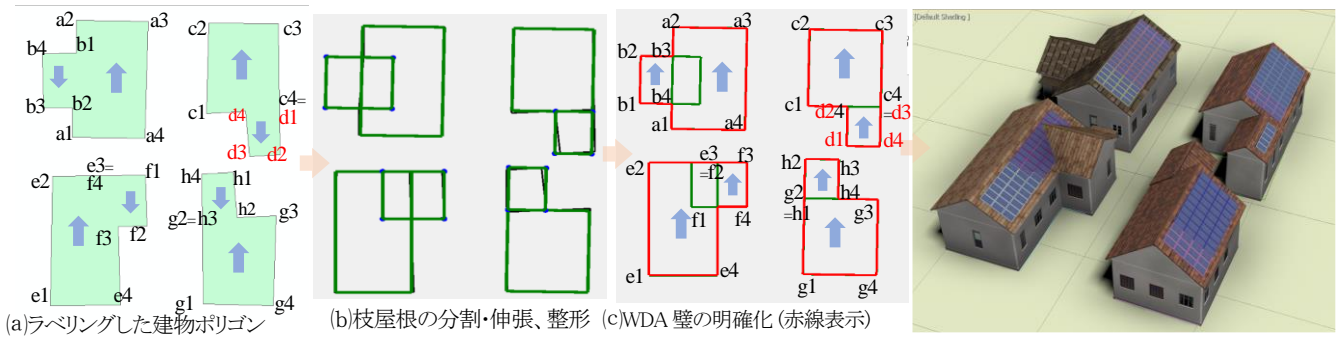 a2
a3
b4
b1
b3
b2
a1
a4
c2
c3
c1
c4=
d4
d1
d3
d2
e3=
e2
f4
f1
f3
f2
e1
e4
h4
h1
g2=h3
h2
g3
g1
g4
(a)ラベリングした建物ポリゴン
(b)枝屋根の分割・伸張、整形
a2
a3
b2
b3
b1
b4
a1
a4
c2
c3
c1
c4
d24
=d3
d1
d4
e3
f3
e2
=f2
f1
f4
e1
e4
h2
h3
g2
h4
=h1
g3
g1
g4
(c)WDA 璧の明確化 (赤線表示)
[Default Shading]